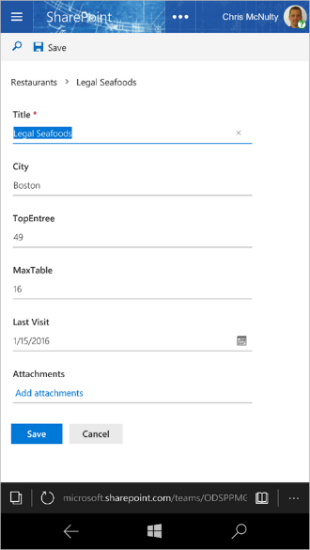 SharePoint ••• Chris McNulty
Save
Restaurants > Legal Seafoods
Title *
Legal Seafoods ×
City
Boston
TopEntree
49
MaxTable
16
Last Visit
1/15/2016
Attachments
Add attachments
Save Cancel
microsoft.sharepoint.com/teams/ODSPPMG ...